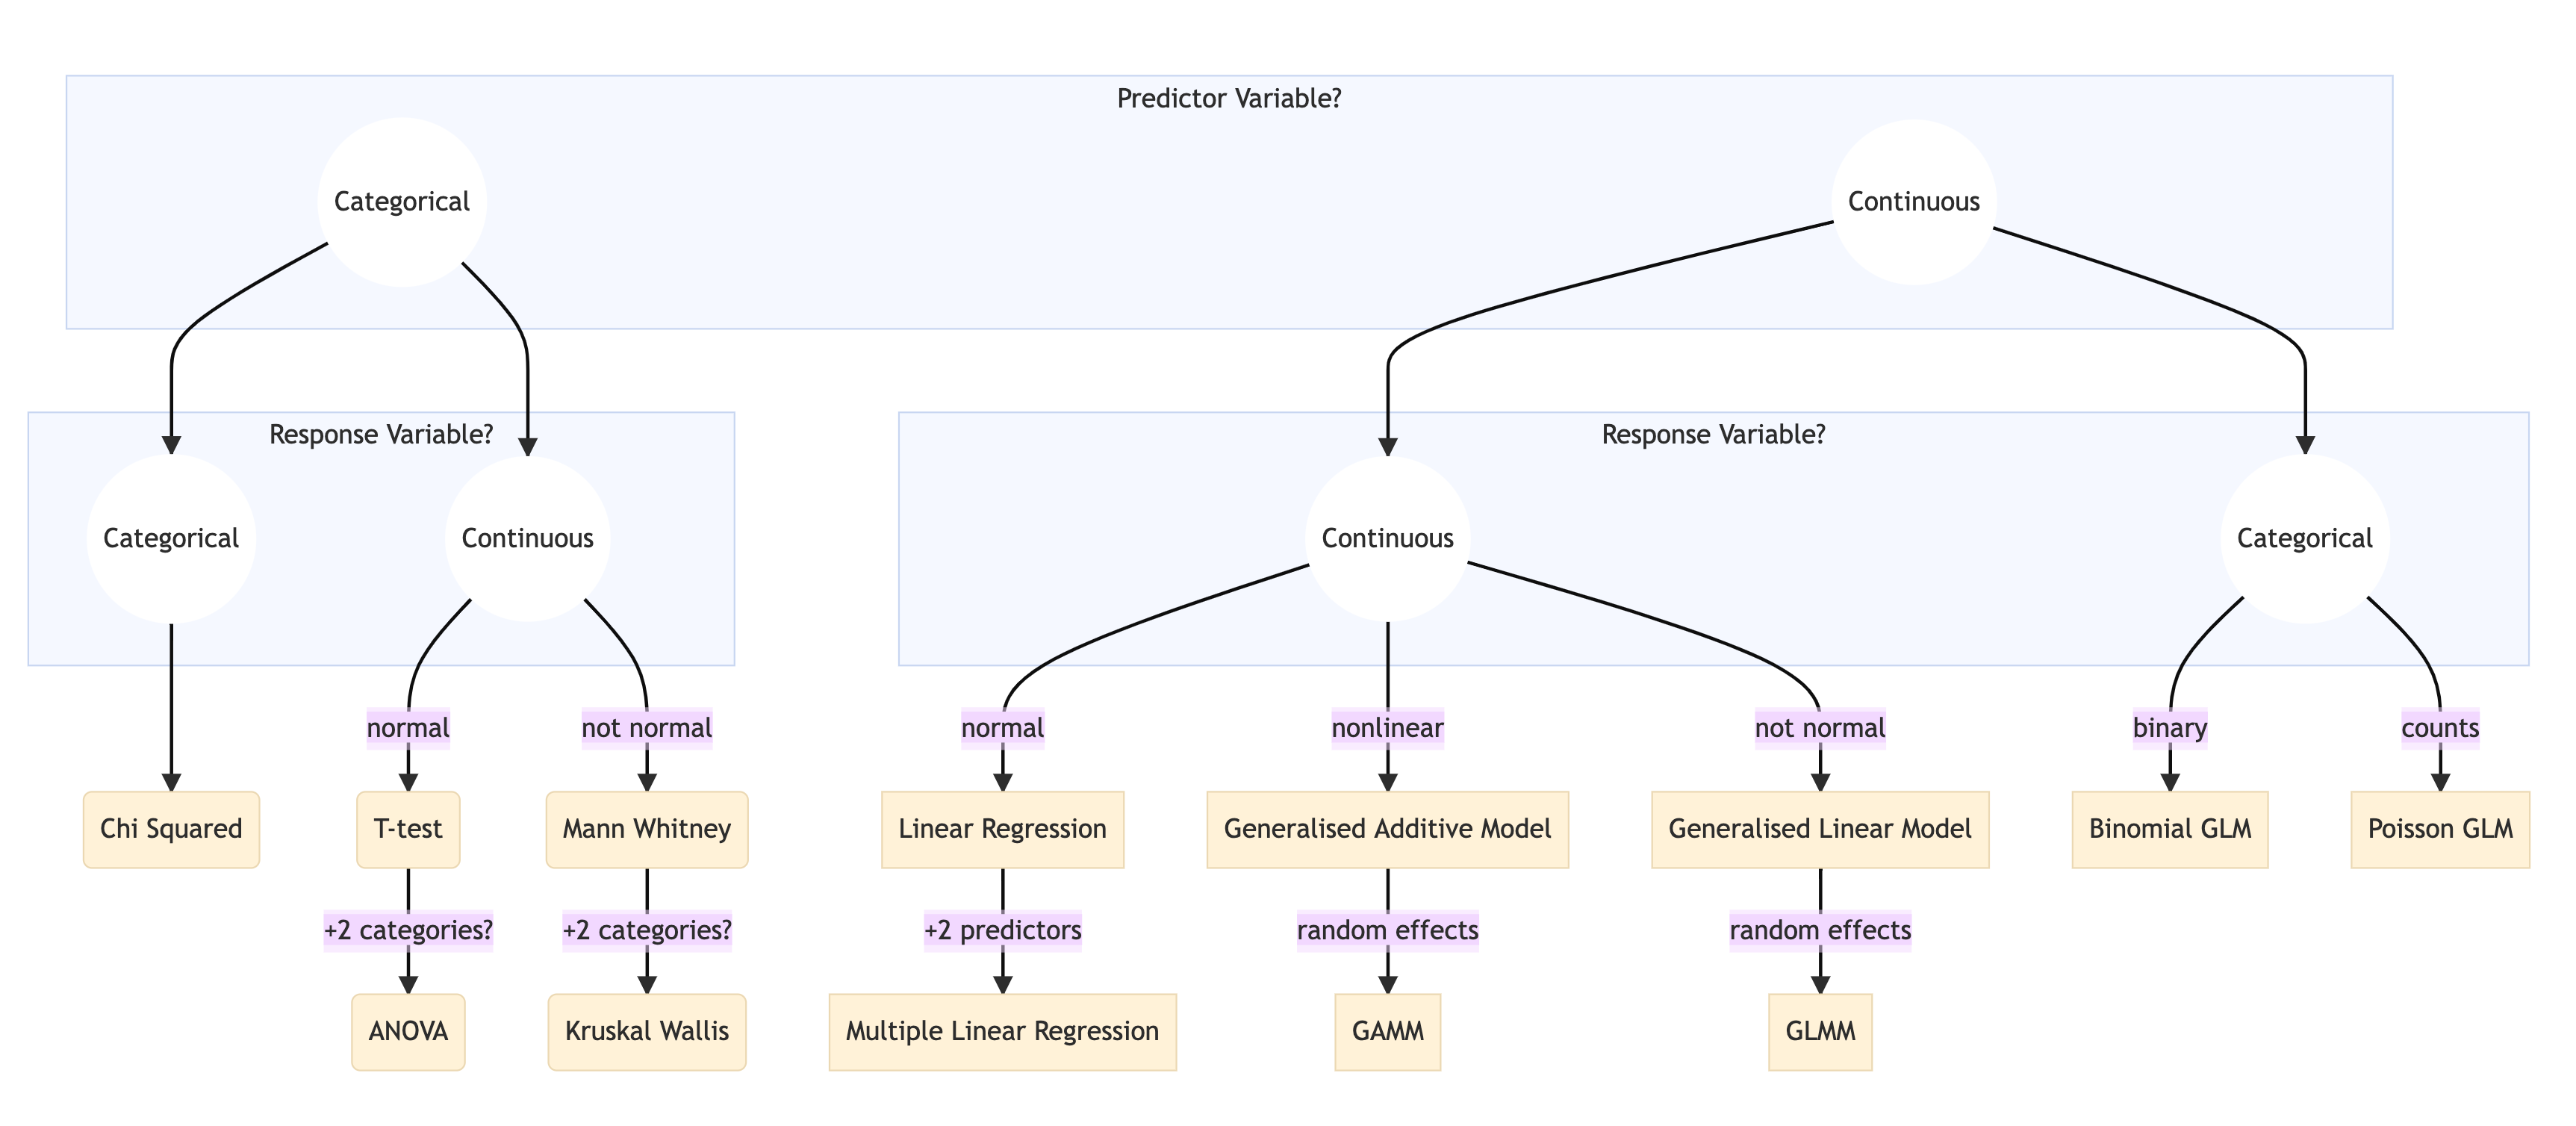 Predictor Variable?
Categorical
Continuous
Response Variable?
Response Variable?
Categorical
Continuous
Continuous
Categorical
normal
not normal
normal
nonlinear
not normal
binary
counts
Chi Squared
T-test
Mann Whitney
Linear Regression
Generalised Additive Model
Generalised Linear Model
Binomial GLM
Poisson GLM
+2 categories?
+2 categories?
+2 predictors
random effects
random effects
ANOVA
Kruskal Wallis
Multiple Linear Regression
GAMM
GLMM